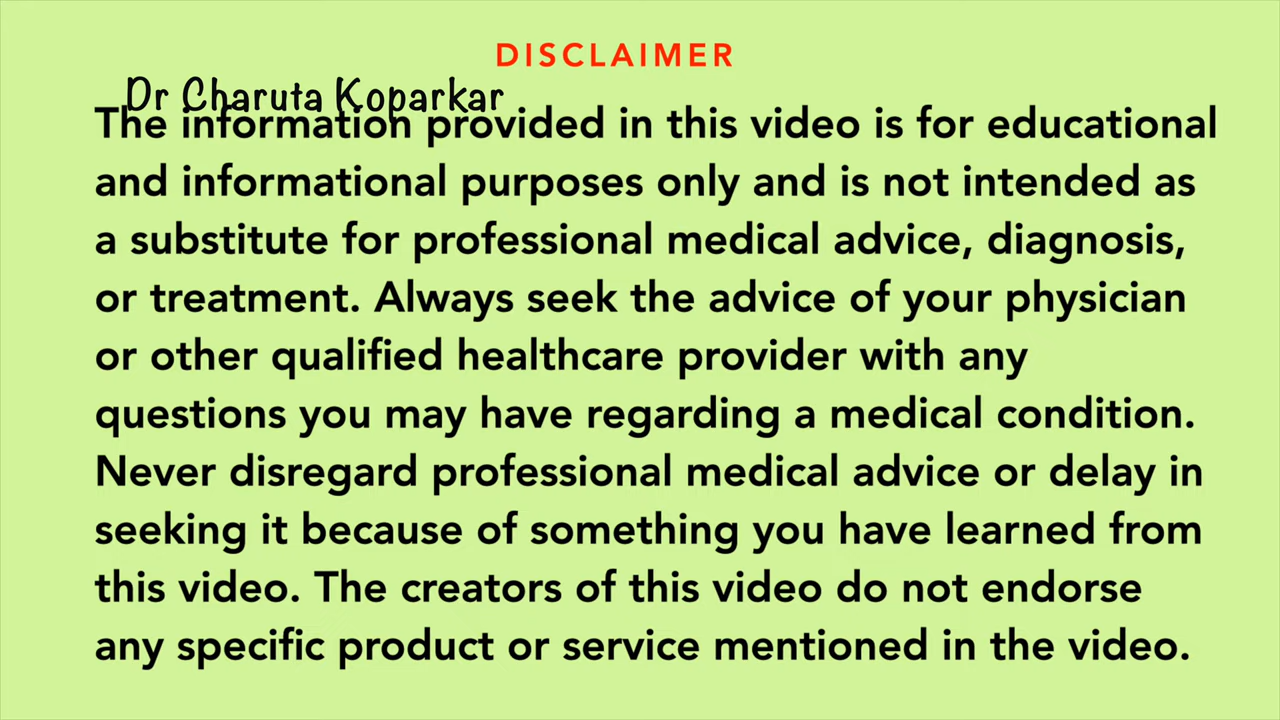 DISCLAIMER
Dr Charuta Koparkar
The information provided in this video is for educational
and informational purposes only and is not intended as
a substitute for professional medical advice, diagnosis,
or treatment. Always seek the advice of your physician
or other qualified healthcare provider with any
questions you may have regarding a medical condition.
Never disregard professional medical advice or delay in
seeking it because of something you have learned from
this video. The creators of this video do not endorse
any specific product or service mentioned in the video.